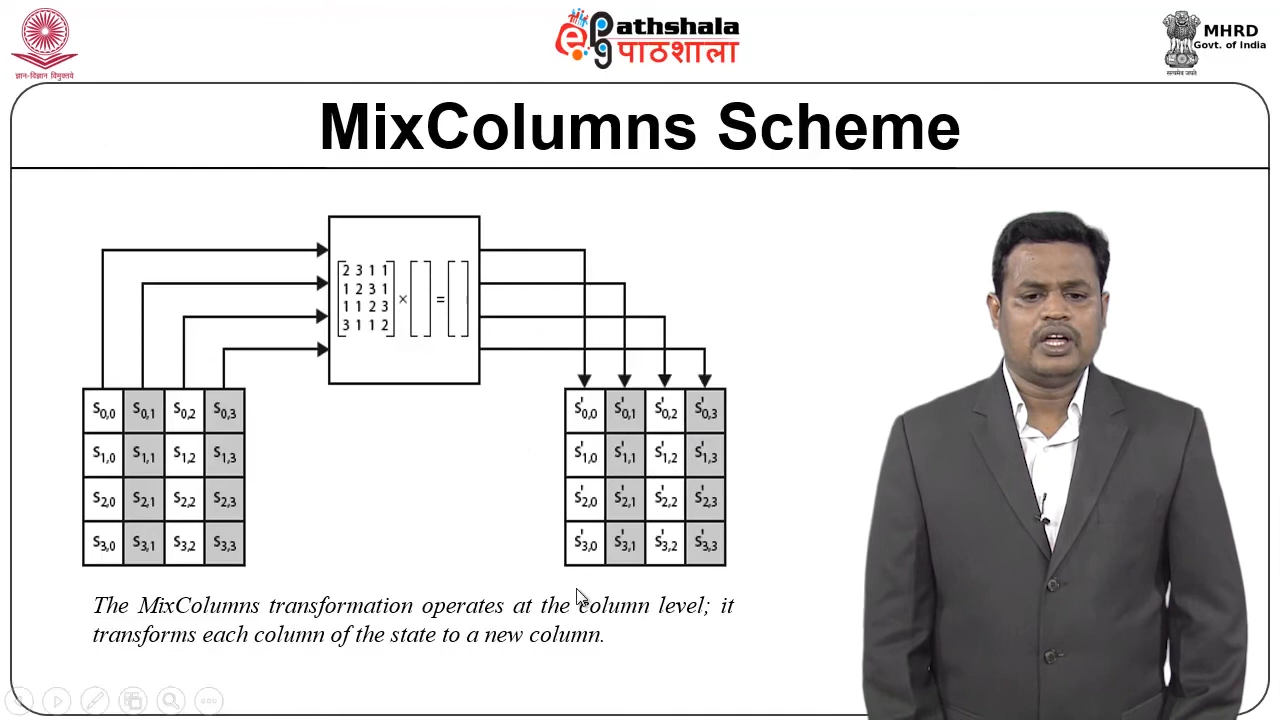 ज्ञान-विज्ञान विमुक्तये
ePathshala
पाठशाला
MHRD
Govt. of India
सत्यमेव जयते
MixColumns Scheme
2 3 1 1
1 2 3 1
1 1 2 3
3 1 1 2
× =
S0,0 S0,1 S0,2 S0,3
S1,0 S1,1 S1,2 S1,3
S2,0 S2,1 S2,2 S2,3
S3,0 S3,1 S3,2 S3,3
S'0,0 S'0,1 S'0,2 S'0,3
S'1,0 S'1,1 S'1,2 S'1,3
S'2,0 S'2,1 S'2,2 S'2,3
S'3,0 S'3,1 S'3,2 S'3,3
The MixColumns transformation operates at the column level; it
transforms each column of the state to a new column.